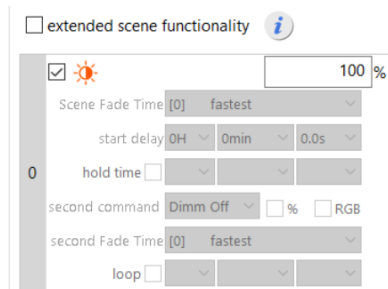 extended scene functionality i
100 %
Scene Fade Time [0] fastest
start delay 0H 0min 0.0s
0 hold time
second command Dimm Off % RGB
second Fade Time [0] fastest
loop